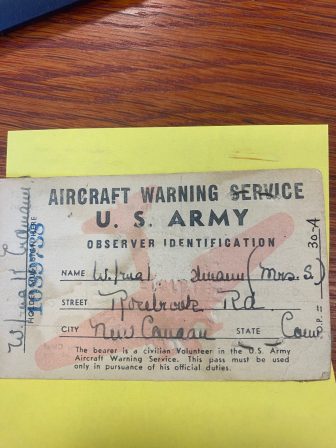 AIRCRAFT WARNING SERVICE
U. S. ARMY
OBSERVER IDENTIFICATION
NAME (Mrs. S.)
STREET Rd.
CITY New Canaan STATE Conn.
The bearer is a civilian Volunteer in the U.S. Army
Aircraft Warning Service. This pass must be used
only in pursuance of his official duties.